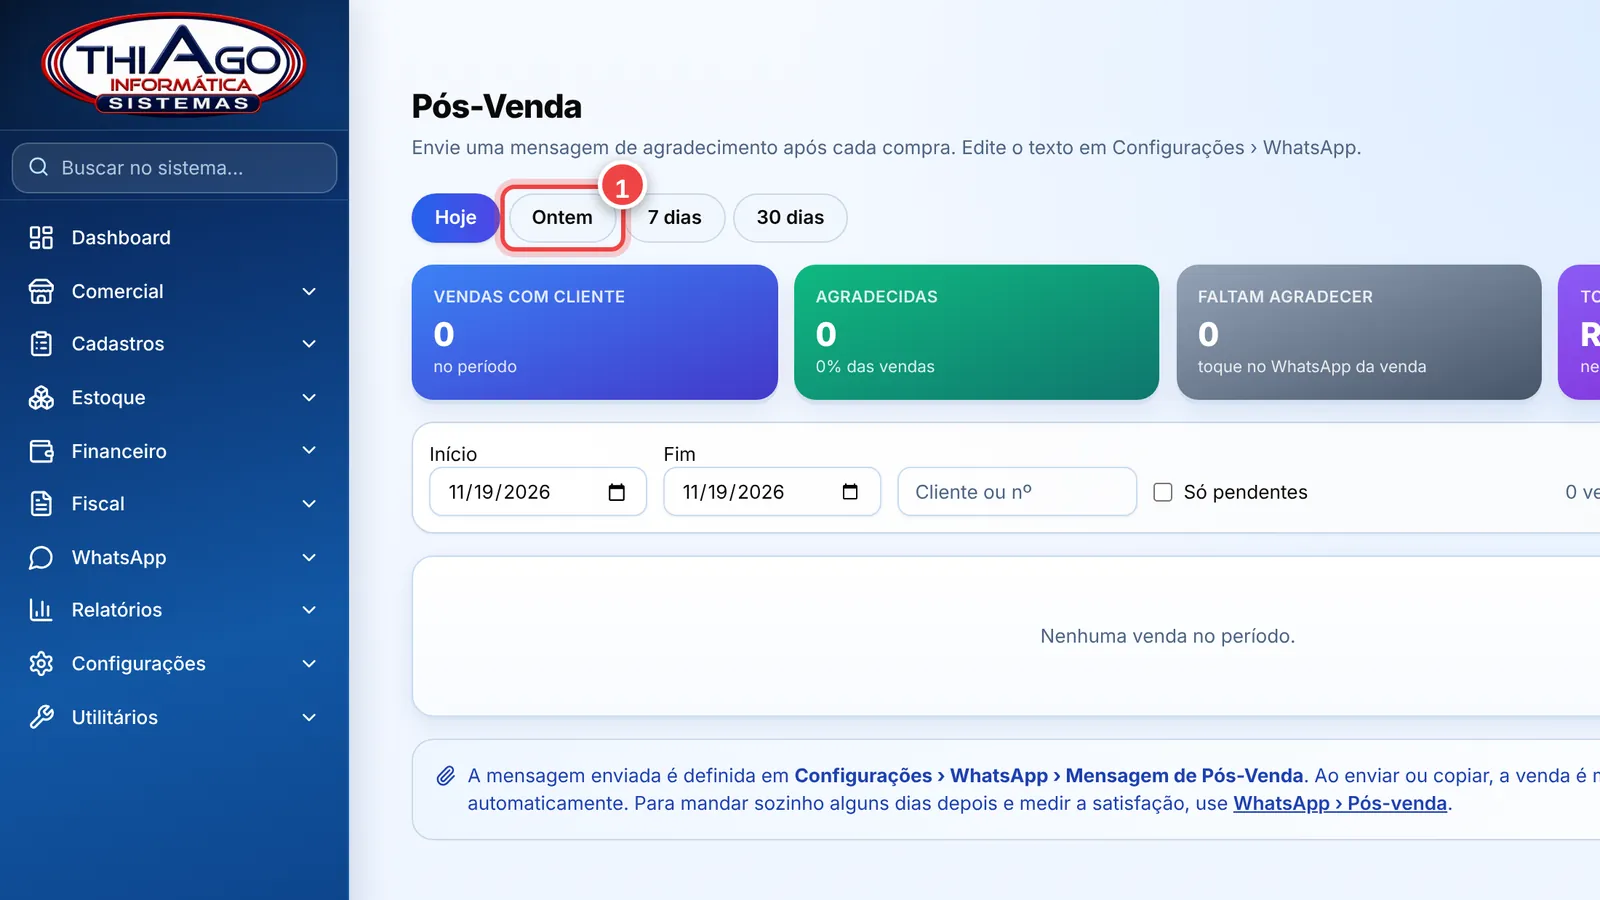 THIAGO
INFORMÁTICA
SISTEMAS
Buscar no sistema...
Dashboard
Comercial
Cadastros
Estoque
Financeiro
Fiscal
WhatsApp
Relatórios
Configurações
Utilitários
Pós-Venda
Envie uma mensagem de agradecimento após cada compra. Edite o texto em Configurações › WhatsApp.
Hoje
Ontem
1
7 dias
30 dias
VENDAS COM CLIENTE
0
no período
AGRADECIDAS
0
0% das vendas
FALTAM AGRADECER
0
toque no WhatsApp da venda
Início
11/19/2026
Fim
11/19/2026
Cliente ou nº
Só pendentes
0
Nenhuma venda no período.
A mensagem enviada é definida em Configurações › WhatsApp › Mensagem de Pós-Venda. Ao enviar ou copiar, a venda é
automaticamente. Para mandar sozinho alguns dias depois e medir a satisfação, use WhatsApp › Pós-venda.